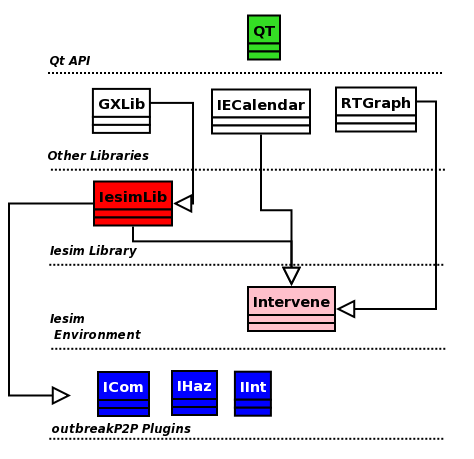 QT
Qt API
GXLib
IECalendar
RTGraph
Other Libraries
IesimLib
Iesim Library
Intervene
Iesim
Environment
ICom
IHaz
IInt
outbreakP2P Plugins